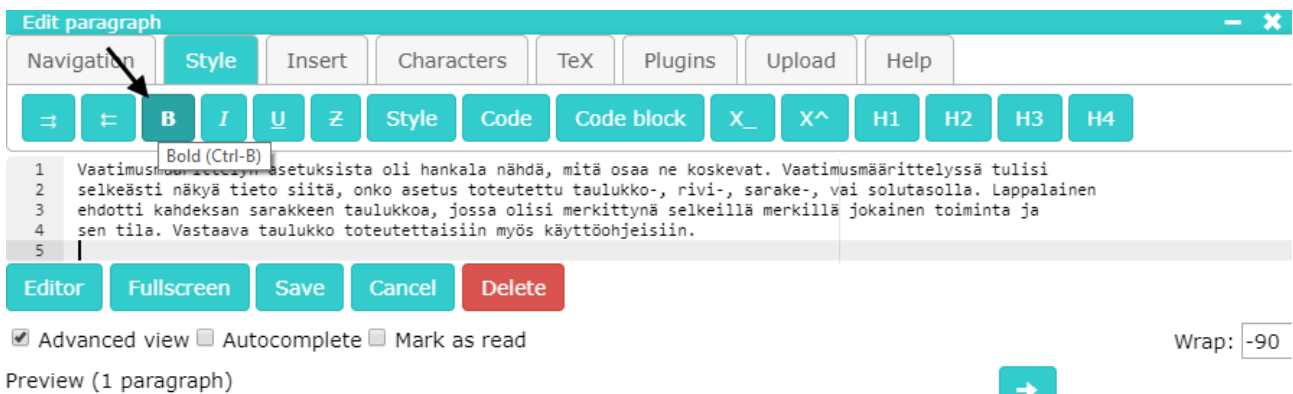 Edit paragraph
Navigation Style Insert Characters TeX Plugins Upload Help
B I U Z Style Code Code block X_ X^ H1 H2 H3 H4
Bold (Ctrl-B)
1 Vaatimusmäärittelyn asetuksista oli hankala nähdä, mitä osaa ne koskevat. Vaatimusmäärittelyssä tulisi
2 selkeästi näkyä tieto siitä, onko asetus toteutettu taulukko-, rivi-, sarake-, vai solutasolla. Lappalainen
3 ehdotti kahdeksan sarakkeen taulukkoa, jossa olisi merkittynä selkeillä merkillä jokainen toiminta ja
4 sen tila. Vastaava taulukko toteutettaisiin myös käyttöohjeisiin.
5
Editor Fullscreen Save Cancel Delete
Advanced view Autocomplete Mark as read Wrap: -90
Preview (1 paragraph)